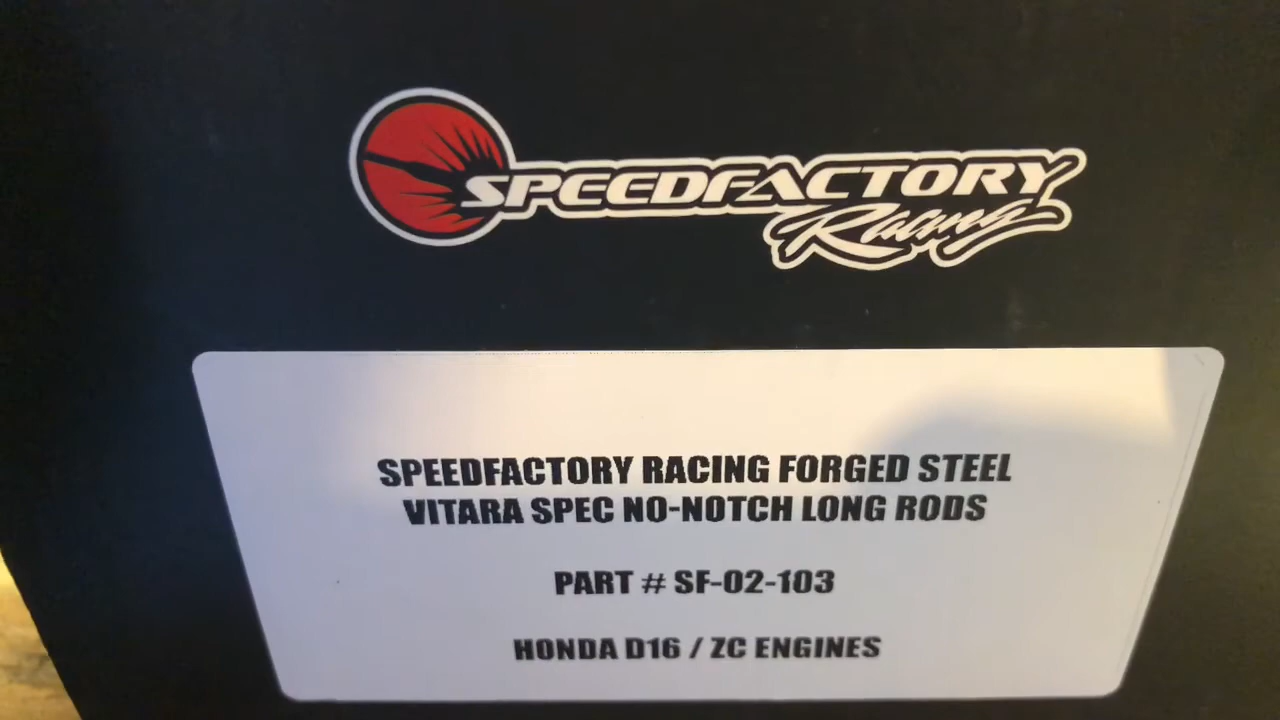 SPEEDFACTORY
Racing
SPEEDFACTORY RACING FORGED STEEL
VITARA SPEC NO-NOTCH LONG RODS
PART # SF-02-103
HONDA D16 / ZC ENGINES